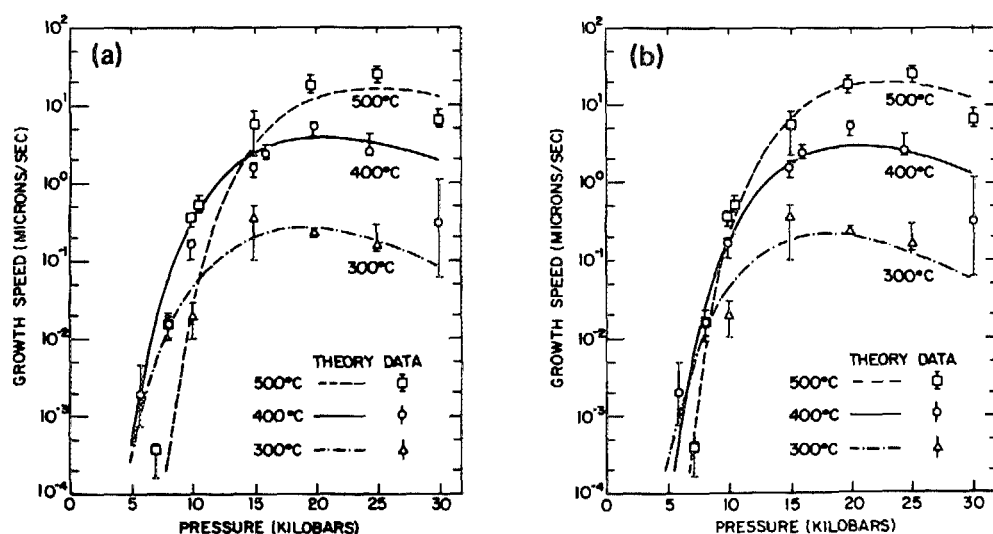 (a)
GROWTH SPEED (MICRONS/SEC)
10²
10¹
10⁰
10⁻¹
10⁻²
10⁻³
10⁻⁴
500°C
400°C
300°C
THEORY DATA
500°C
400°C
300°C
0 5 10 15 20 25 30
PRESSURE (KILOBARS)
(b)
GROWTH SPEED (MICRONS/SEC)
10²
10¹
10⁰
10⁻¹
10⁻²
10⁻³
10⁻⁴
500°C
400°C
300°C
THEORY DATA
500°C
400°C
300°C
0 5 10 15 20 25 30
PRESSURE (KILOBARS)